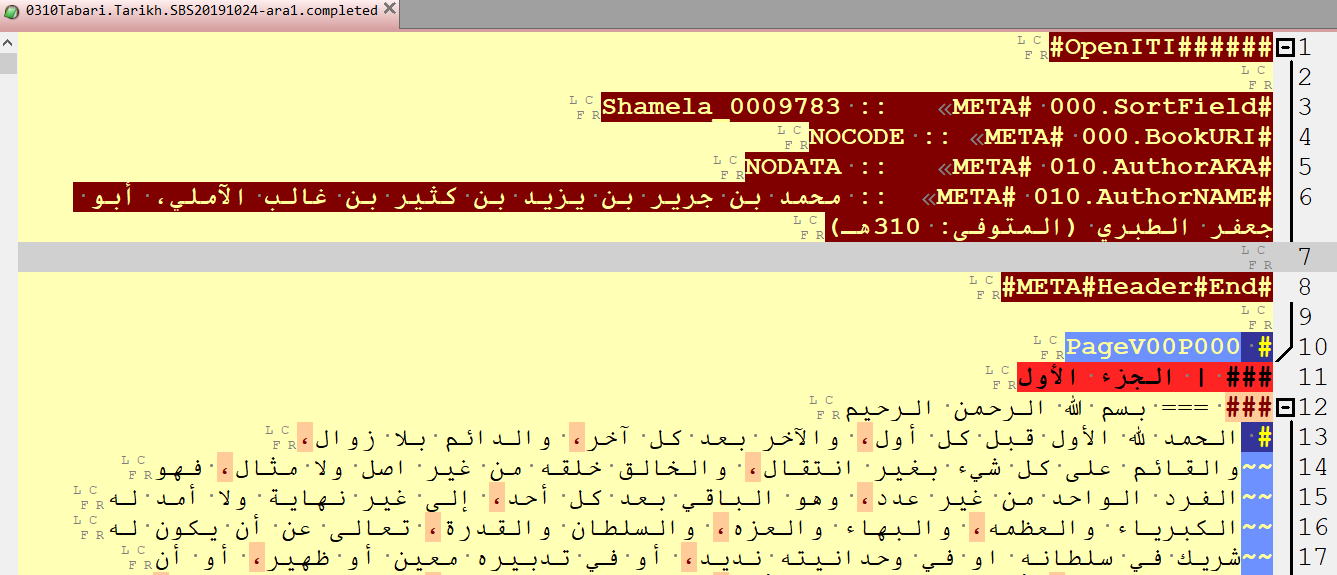 0310Tabari.Tarikh.SBS20191024-ara1.completed
######OpenITI# 1
2
#META# 000.SortField	:: Shamela_0009783 3
#META# 000.BookURI	:: NOCODE 4
#META# 010.AuthorAKA	:: NODATA 5
#META# 010.AuthorNAME	:: محمد بن جرير بن يزيد بن كثير بن غالب الآملي، أبو 6
جعفر الطبري (المتوفى: 310هـ)
7
#META#Header#End# 8
9
# PageV00P000 10
### | الجزء الأول 11
### === بسم الله الرحمن الرحيم 12
# الحمد لله الأول قبل كل أول، والآخر بعد كل آخر، والدائم بلا زوال، 13
~~والقائم على كل شيء بغير انتقال، والخالق خلقه من غير اصل ولا مثال، فهو 14
~~الفرد الواحد من غير عدد، وهو الباقي بعد كل أحد، إلى غير نهاية ولا أمد له 15
~~الكبرياء والعظمه، والبهاء والعزه، والسلطان والقدرة، تعالى عن أن يكون له 16
~~شريك في سلطانه او في وحدانيته نديد، أو في تدبيره معين أو ظهير، أو أن 17